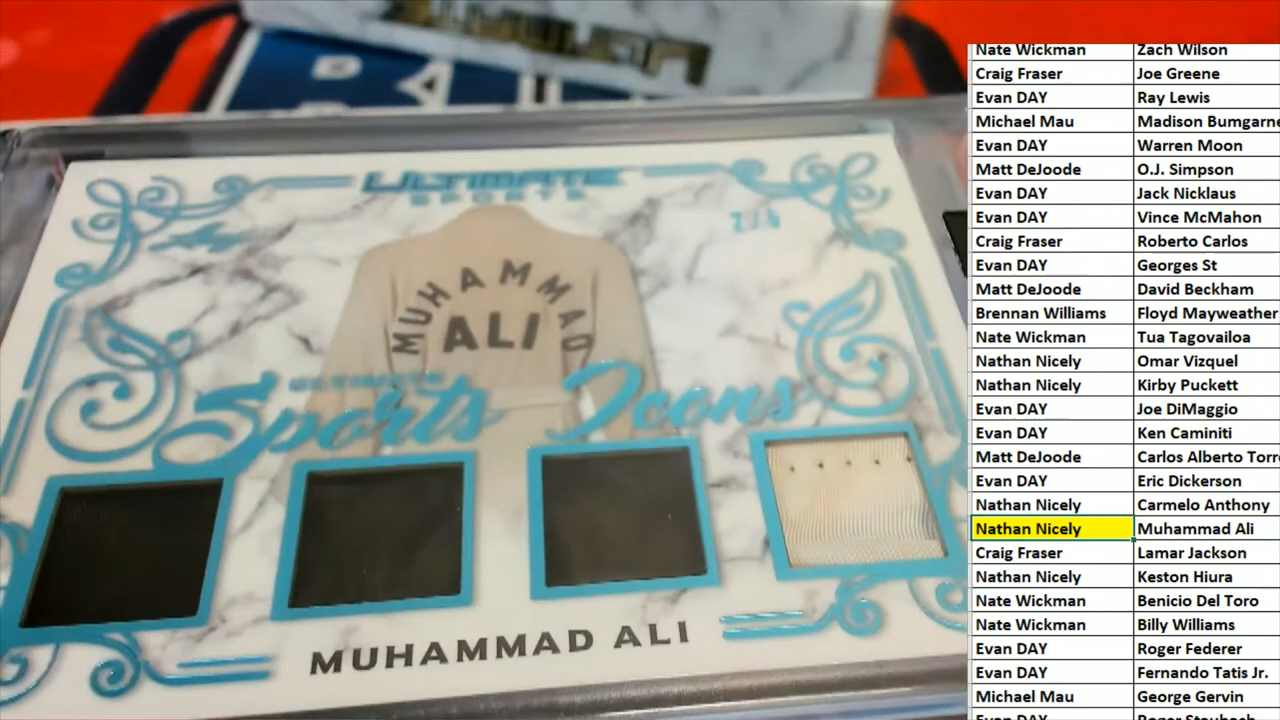 ULTIMATE
SPORTS
MUHAMMAD
ALI
ULTIMATE
Sports Icons
MUHAMMAD ALI
Nate Wickman Zach Wilson
Craig Fraser Joe Greene
Evan DAY Ray Lewis
Michael Mau Madison Bumgarne
Evan DAY Warren Moon
Matt DeJoode O.J. Simpson
Evan DAY Jack Nicklaus
Evan DAY Vince McMahon
Craig Fraser Roberto Carlos
Evan DAY Georges St
Matt DeJoode David Beckham
Brennan Williams Floyd Mayweather
Nate Wickman Tua Tagovailoa
Nathan Nicely Omar Vizquel
Nathan Nicely Kirby Puckett
Evan DAY Joe DiMaggio
Evan DAY Ken Caminiti
Matt DeJoode Carlos Alberto Torr
Evan DAY Eric Dickerson
Nathan Nicely Carmelo Anthony
Nathan Nicely Muhammad Ali
Craig Fraser Lamar Jackson
Nathan Nicely Keston Hiura
Nate Wickman Benicio Del Toro
Nate Wickman Billy Williams
Evan DAY Roger Federer
Evan DAY Fernando Tatis Jr.
Michael Mau George Gervin
Evan DAY Roger Staubach